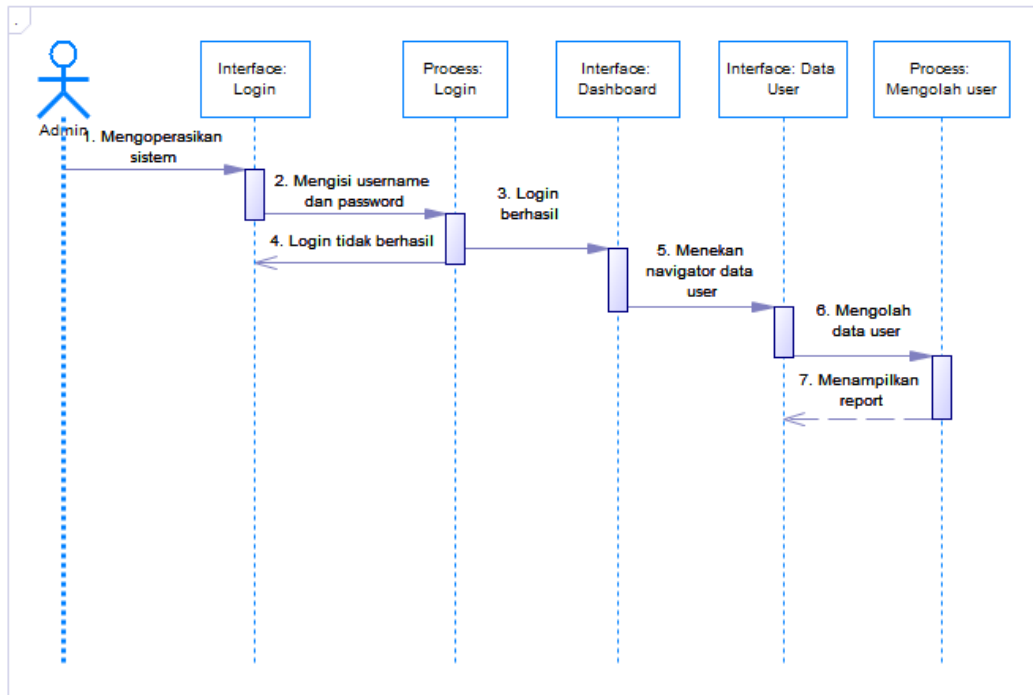 .
Interface:
Login
Process:
Login
Interface:
Dashboard
Interface: Data
User
Process:
Mengolah user
Admin
1. Mengoperasikan
sistem
2. Mengisi username
dan password
3. Login
berhasil
4. Login tidak berhasil
5. Menekan
navigator data
user
6. Mengolah
data user
7. Menampilkan
report